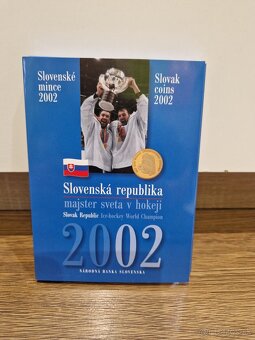 Slovenské
mince
2002
Slovak
coins
2002
Slovenská republika
majster sveta v hokeji
Slovak Republic Ice-hockey World Champion
2002
NÁRODNÁ BANKA SLOVENSKA